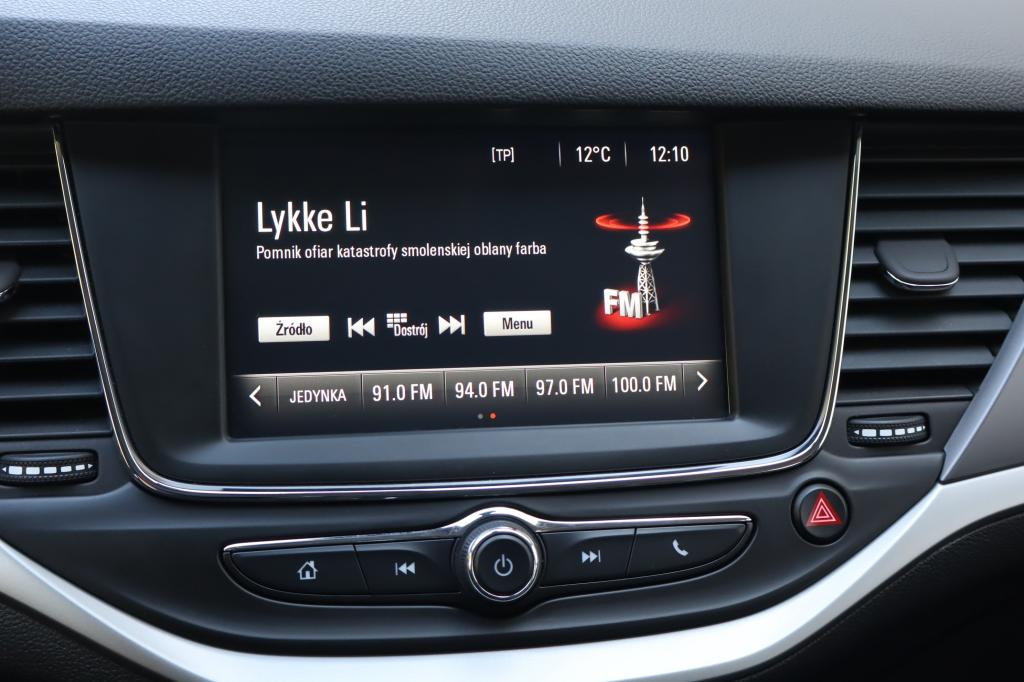 [TP] 12°C 12:10
Lykke Li
Pomnik ofiar katastrofy smolenskiej oblany farba
FM
Źródło Dostrój Menu
JEDYNKA 91.0 FM 94.0 FM 97.0 FM 100.0 FM